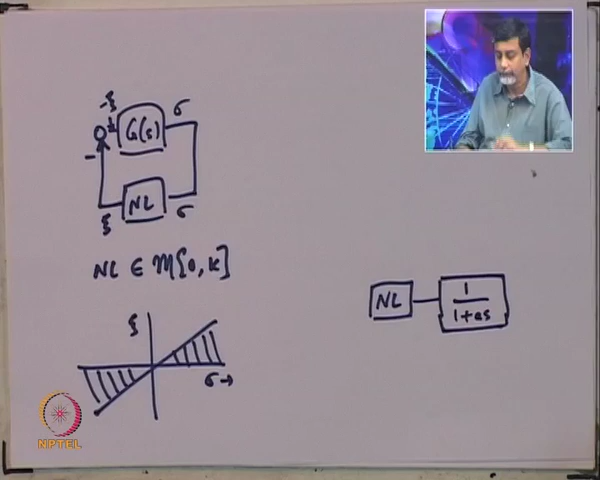 -ξ
σ
G(s)
-
NL
ξ
σ
NL ∈ M[0, K]
ξ
σ→
NL
1
1+as
NPTEL